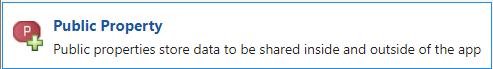 P
Public Property
Public properties store data to be shared inside and outside of the app